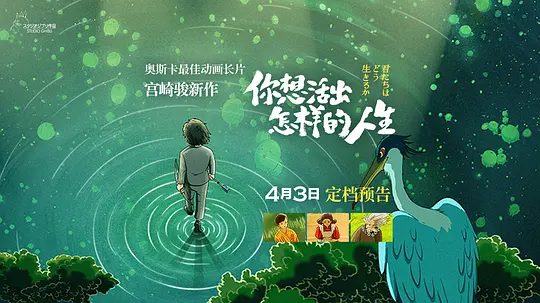 スタジオジブリ作品
STUDIO GHIBLI
奥斯卡最佳动画长片
宫崎骏新作
你想活出
怎样的人生
君たちは
どう
生きるか
4月3日 定档预告